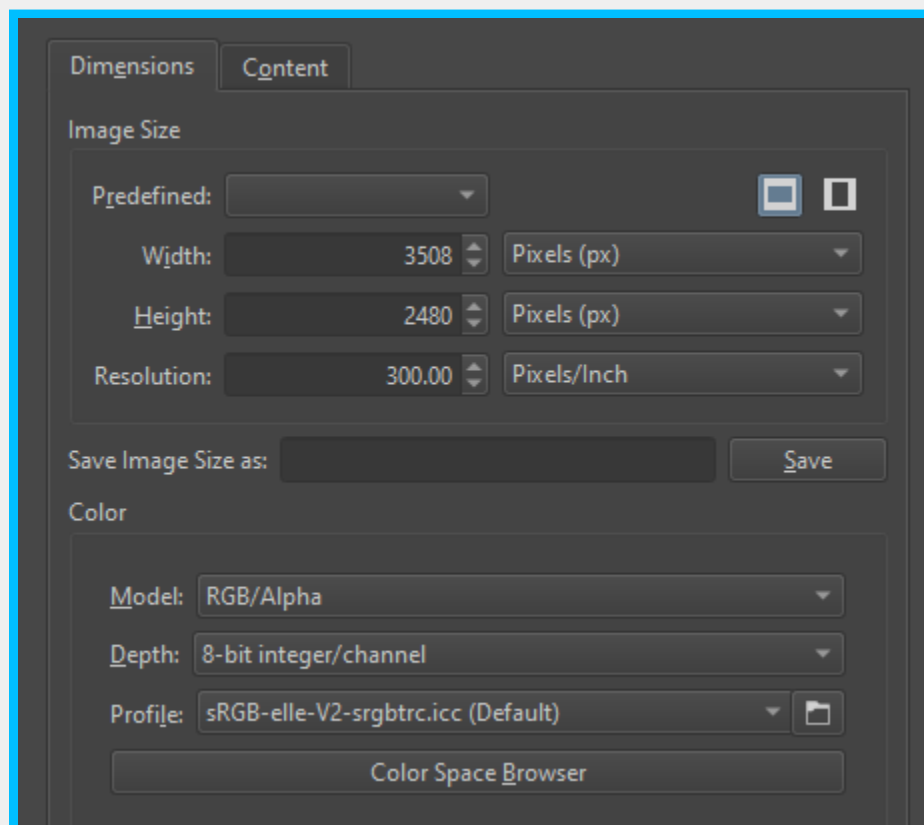 Dimensions Content
Image Size
Predefined:
Width: 3508 Pixels (px)
Height: 2480 Pixels (px)
Resolution: 300.00 Pixels/Inch
Save Image Size as: Save
Color
Model: RGB/Alpha
Depth: 8-bit integer/channel
Profile: sRGB-elle-V2-srgbtrc.icc (Default)
Color Space Browser